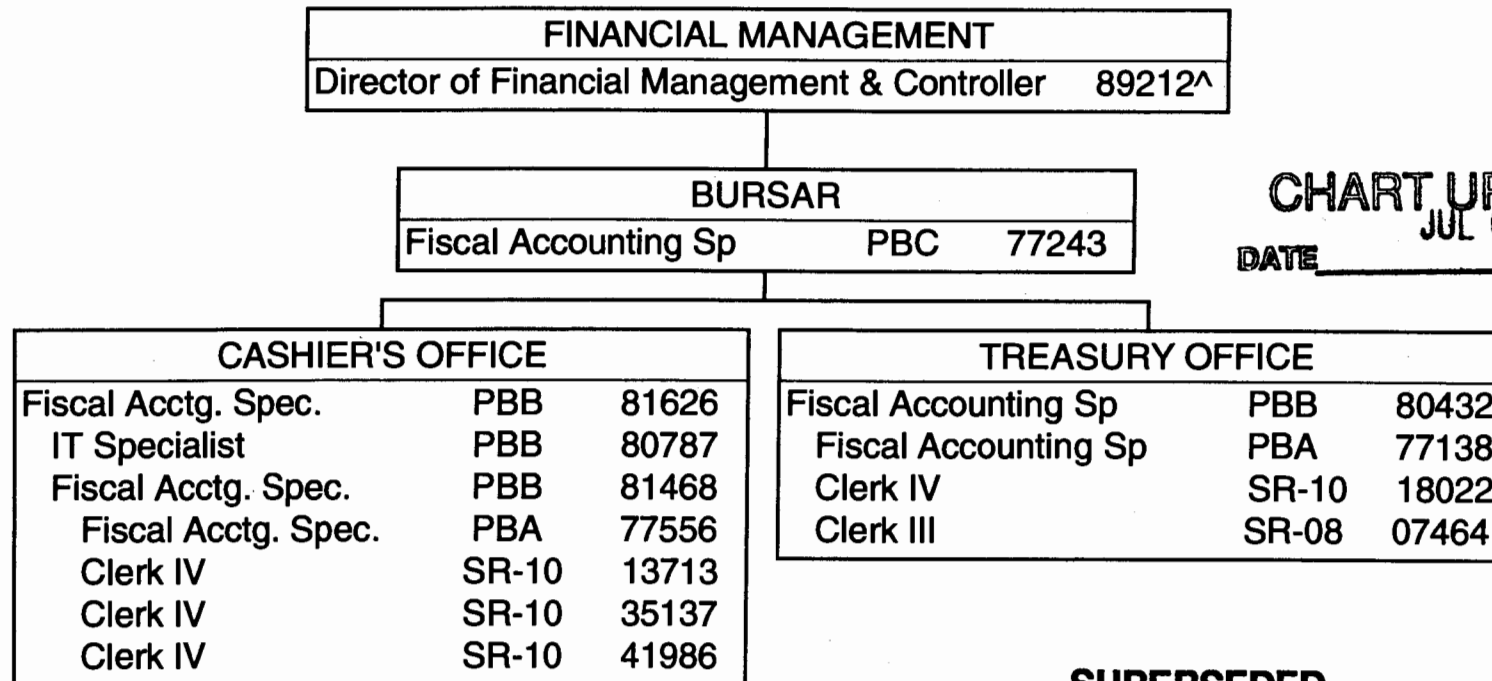 FINANCIAL MANAGEMENT
Director of Financial Management & Controller 89212^
BURSAR
Fiscal Accounting Sp PBC 77243
CHART
JUL
DATE
CASHIER'S OFFICE
Fiscal Acctg. Spec. PBB 81626
IT Specialist PBB 80787
Fiscal Acctg. Spec. PBB 81468
Fiscal Acctg. Spec. PBA 77556
Clerk IV SR-10 13713
Clerk IV SR-10 35137
Clerk IV SR-10 41986
TREASURY OFFICE
Fiscal Accounting Sp PBB 80432
Fiscal Accounting Sp PBA 77138
Clerk IV SR-10 18022
Clerk III SR-08 07464
SUPERSEDED